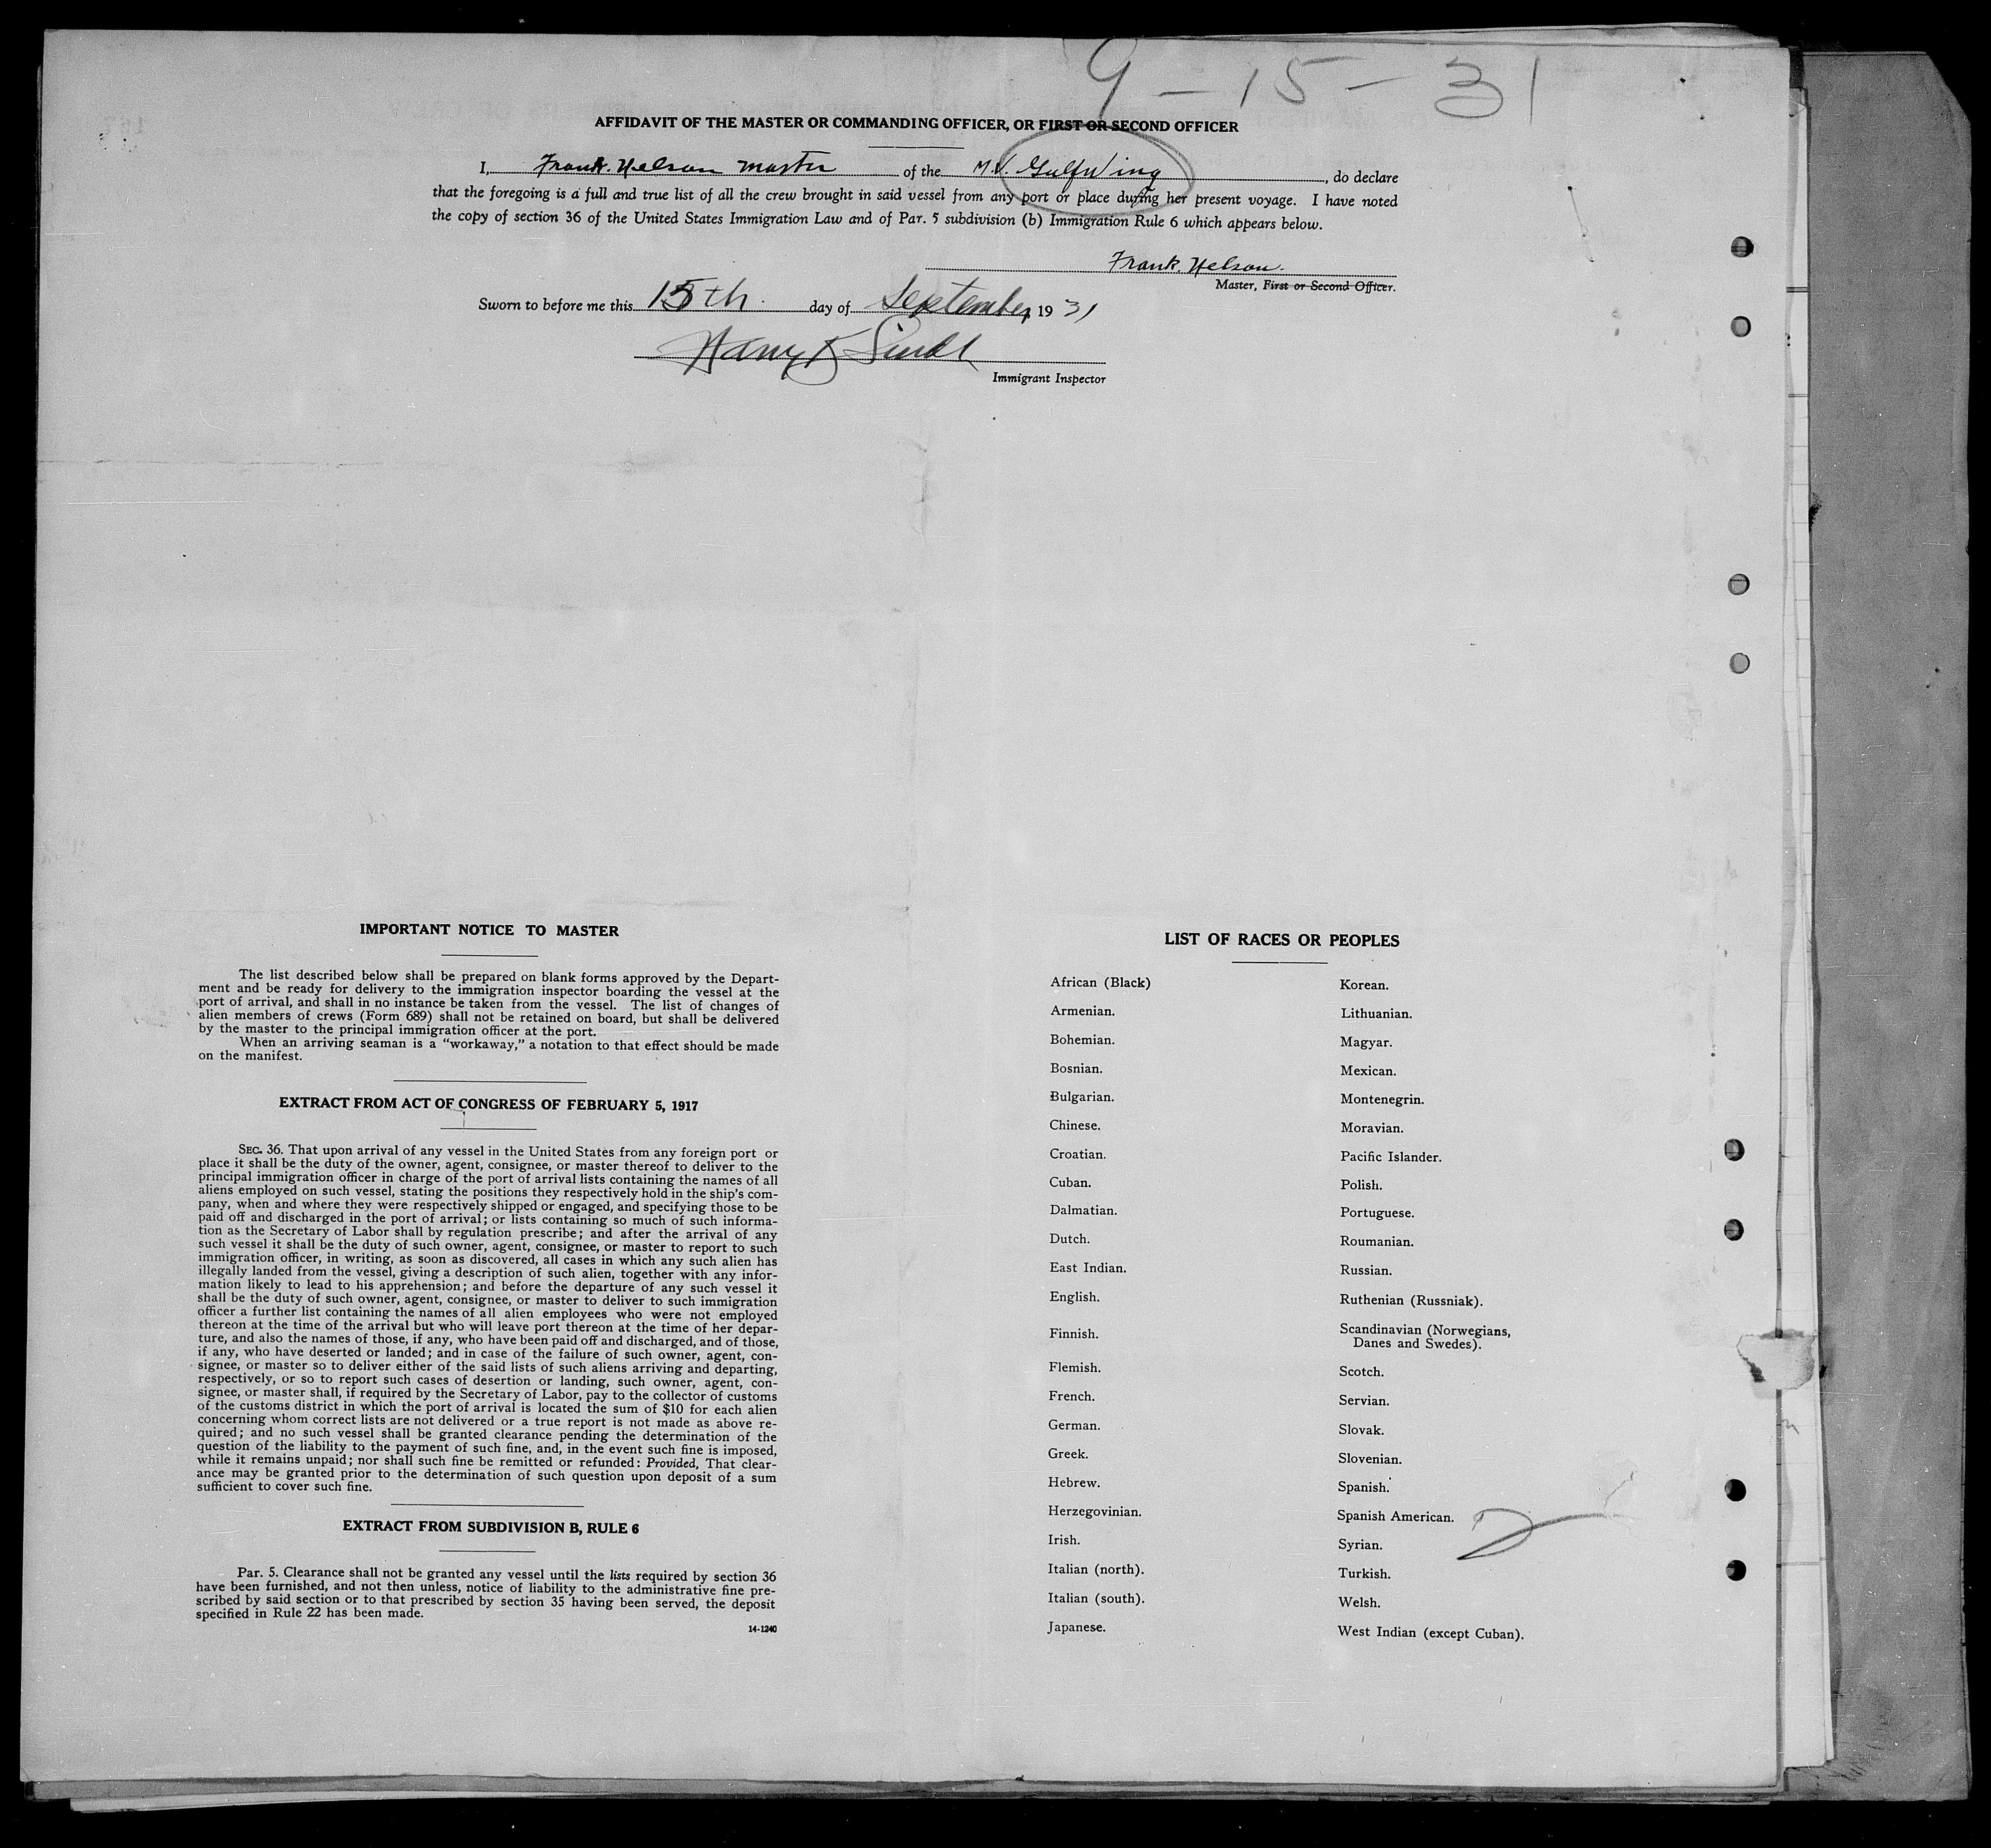 9-15-31
AFFIDAVIT OF THE MASTER OR COMMANDING OFFICER, OR FIRST OR SECOND OFFICER
I, Frank. Nelson Master of the M.V. GulfWing, do declare
that the foregoing is a full and true list of all the crew brought in said vessel from any port or place during her present voyage. I have noted
the copy of section 36 of the United States Immigration Law and of Par. 5 subdivision (b) Immigration Rule 6 which appears below.
Frank. Nelson.
Master, First or Second Officer.
Sworn to before me this 15th. day of September, 1931
Harry
Immigrant Inspector
IMPORTANT NOTICE TO MASTER
The list described below shall be prepared on blank forms approved by the Depart-
ment and be ready for delivery to the immigration inspector boarding the vessel at the
port of arrival, and shall in no instance be taken from the vessel. The list of changes of
alien members of crews (Form 689) shall not be retained on board, but shall be delivered
by the master to the principal immigration officer at the port.
When an arriving seaman is a “workaway,” a notation to that effect should be made
on the manifest.
EXTRACT FROM ACT OF CONGRESS OF FEBRUARY 5, 1917
SEC. 36. That upon arrival of any vessel in the United States from any foreign port or
place it shall be the duty of the owner, agent, consignee, or master thereof to deliver to the
principal immigration officer in charge of the port of arrival lists containing the names of all
aliens employed on such vessel, stating the positions they respectively hold in the ship's com-
pany, when and where they were respectively shipped or engaged, and specifying those to be
paid off and discharged in the port of arrival; or lists containing so much of such informa-
tion as the Secretary of Labor shall by regulation prescribe; and after the arrival of any
such vessel it shall be the duty of such owner, agent, consignee, or master to report to such
immigration officer, in writing, as soon as discovered, all cases in which any such alien has
illegally landed from the vessel, giving a description of such alien, together with any infor-
mation likely to lead to his apprehension; and before the departure of any such vessel it
shall be the duty of such owner, agent, consignee, or master to deliver to such immigration
officer a further list containing the names of all alien employees who were not employed
thereon at the time of the arrival but who will leave port thereon at the time of her depar-
ture, and also the names of those, if any, who have been paid off and discharged, and of those,
if any, who have deserted or landed; and in case of the failure of such owner, agent, con-
signee, or master so to deliver either of the said lists of such aliens arriving and departing,
respectively, or so to report such cases of desertion or landing, such owner, agent, con-
signee, or master shall, if required by the Secretary of Labor, pay to the collector of customs
of the customs district in which the port of arrival is located the sum of $10 for each alien
concerning whom correct lists are not delivered or a true report is not made as above re-
quired; and no such vessel shall be granted clearance pending the determination of the
question of the liability to the payment of such fine, and, in the event such fine is imposed,
while it remains unpaid; nor shall such fine be remitted or refunded: Provided, That clear-
ance may be granted prior to the determination of such question upon deposit of a sum
sufficient to cover such fine.
EXTRACT FROM SUBDIVISION B, RULE 6
Par. 5. Clearance shall not be granted any vessel until the lists required by section 36
have been furnished, and not then unless, notice of liability to the administrative fine pre-
scribed by said section or to that prescribed by section 35 having been served, the deposit
specified in Rule 22 has been made.
14-1240
LIST OF RACES OR PEOPLES
African (Black)
Armenian.
Bohemian.
Bosnian.
Bulgarian.
Chinese.
Croatian.
Cuban.
Dalmatian.
Dutch.
East Indian.
English.
Finnish.
Flemish.
French.
German.
Greek.
Hebrew.
Herzegovinian.
Irish.
Italian (north).
Italian (south).
Japanese.
Korean.
Lithuanian.
Magyar.
Mexican.
Montenegrin.
Moravian.
Pacific Islander.
Polish.
Portuguese.
Roumanian.
Russian.
Ruthenian (Russniak).
Scandinavian (Norwegians,
Danes and Swedes).
Scotch.
Servian.
Slovak.
Slovenian.
Spanish.
Spanish American.
Syrian.
Turkish.
Welsh.
West Indian (except Cuban).